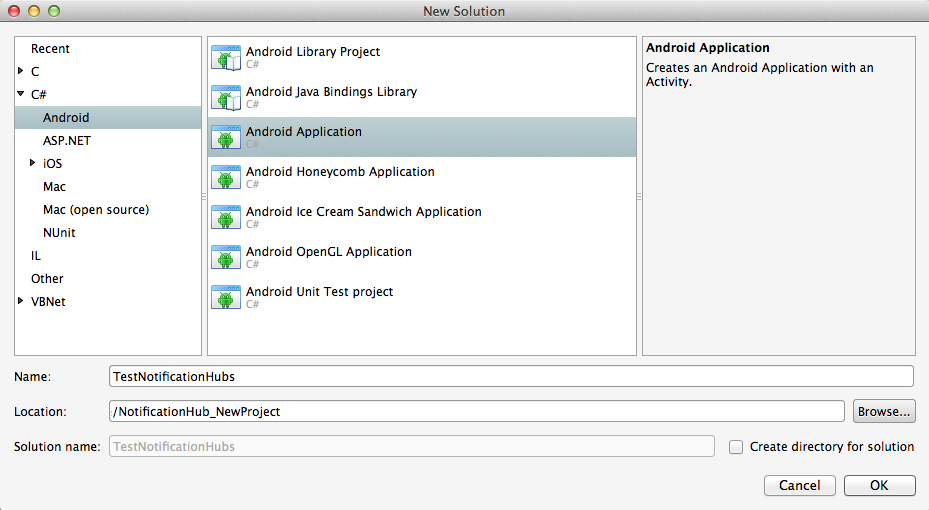 New Solution
Recent
C
C#
Android
ASP.NET
iOS
Mac
Mac (open source)
NUnit
IL
Other
VBNet
Android Library Project
C#
Android Java Bindings Library
C#
Android Application
C#
Android Honeycomb Application
C#
Android Ice Cream Sandwich Application
C#
Android OpenGL Application
C#
Android Unit Test project
C#
Android Application
Creates an Android Application with an
Activity.
Name: TestNotificationHubs
Location: /NotificationHub_NewProject Browse...
Solution name: TestNotificationHubs Create directory for solution
Cancel OK